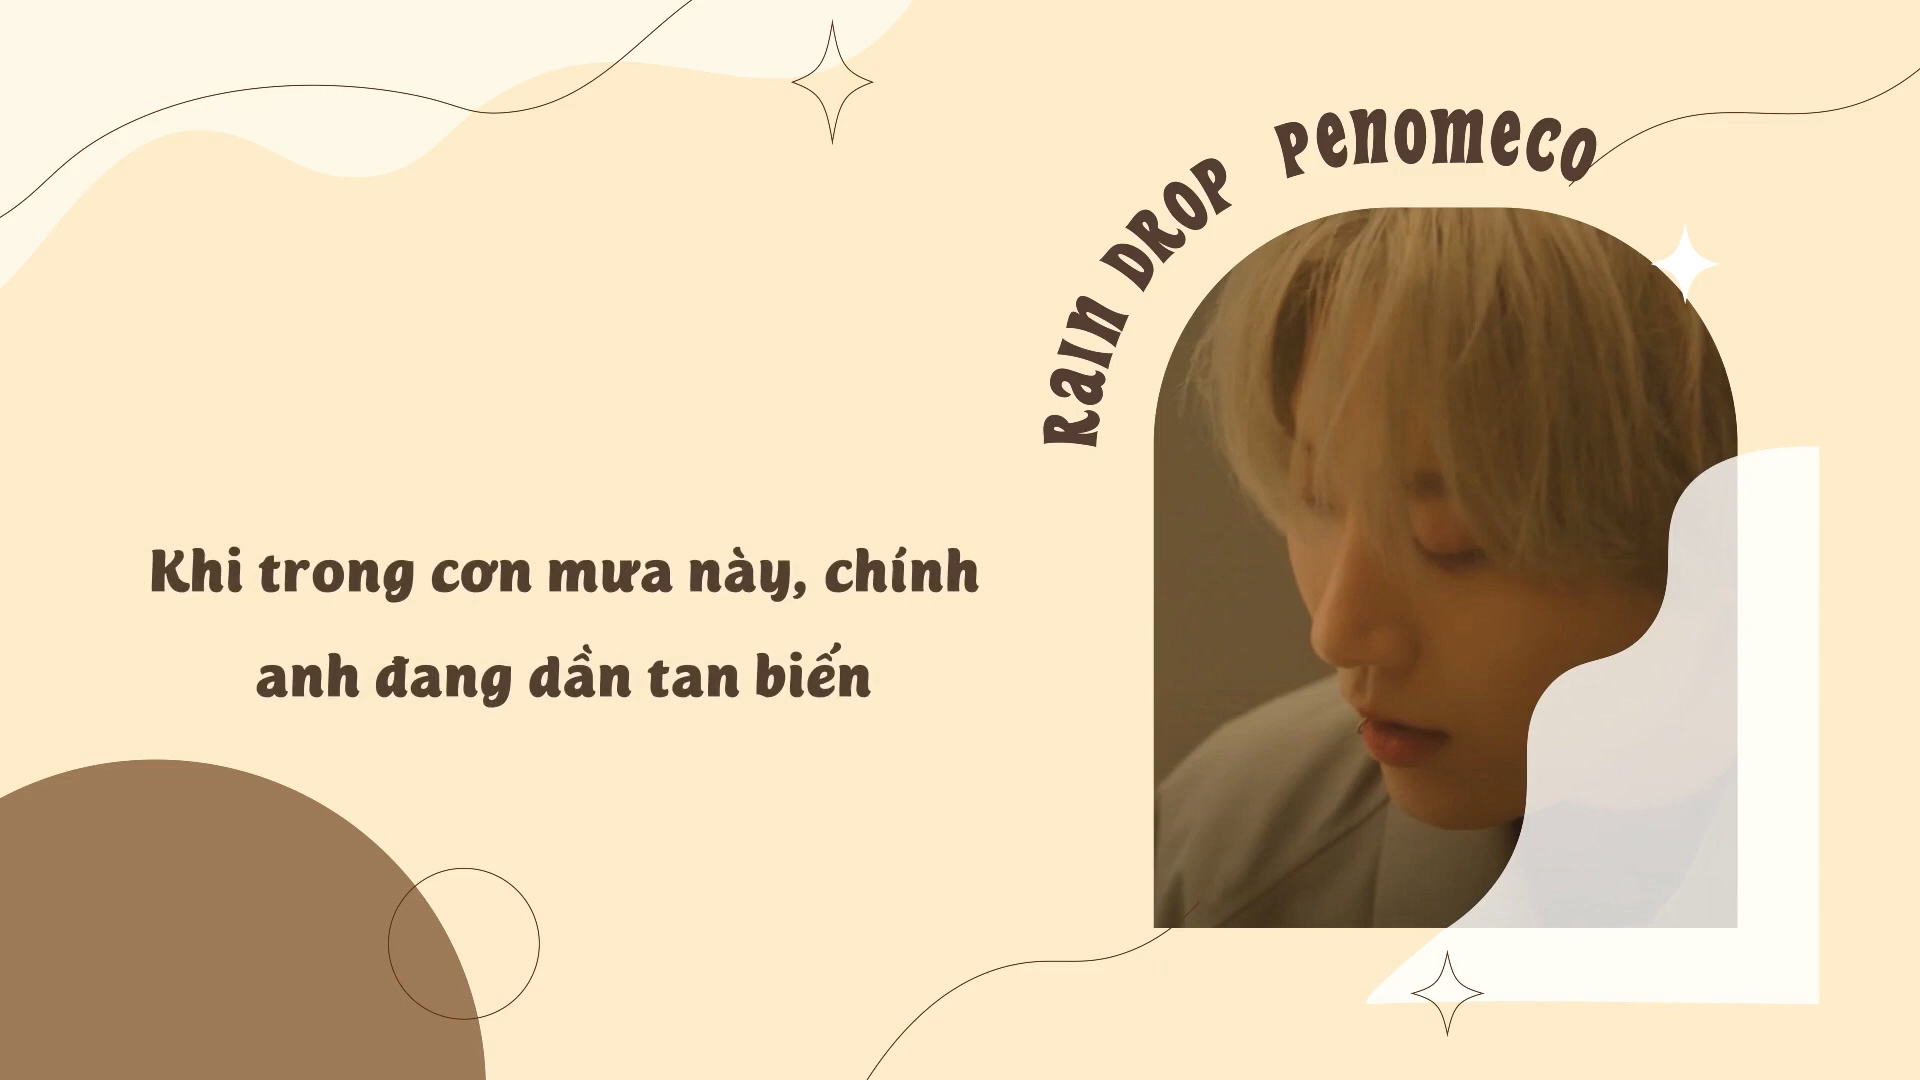 RAIN DROP PENOMECO
Khi trong cơn mưa này, chính
anh đang dần tan biến